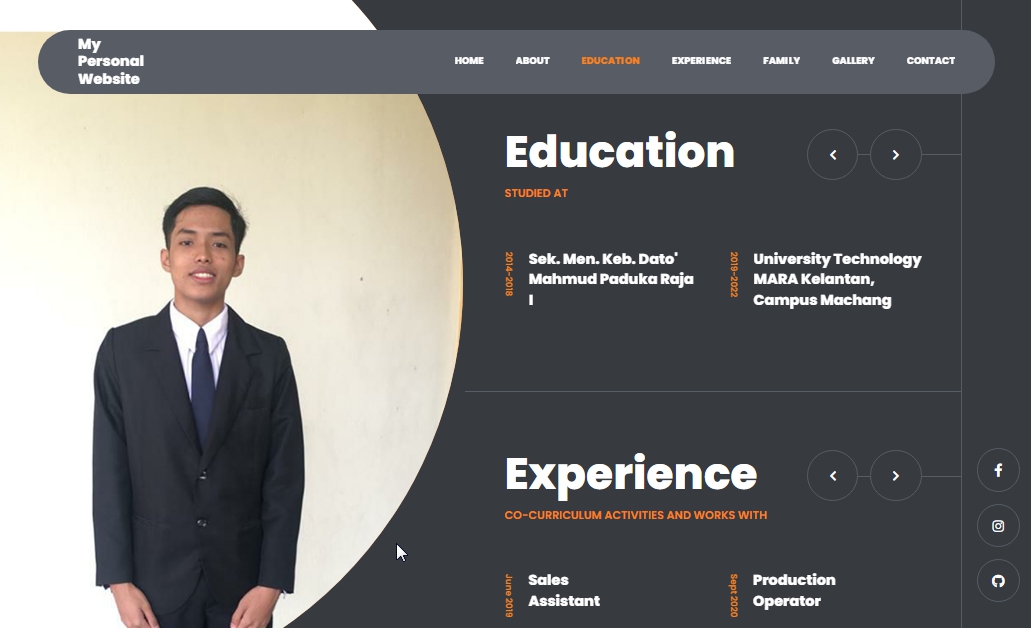 My
Personal
Website
HOME ABOUT EDUCATION EXPERIENCE FAMILY GALLERY CONTACT
Education
STUDIED AT
2014-2018
Sek. Men. Keb. Dato'
Mahmud Paduka Raja
I
2019-2022
University Technology
MARA Kelantan,
Campus Machang
Experience
CO-CURRICULUM ACTIVITIES AND WORKS WITH
June 2019
Sales
Assistant
Sept 2020
Production
Operator